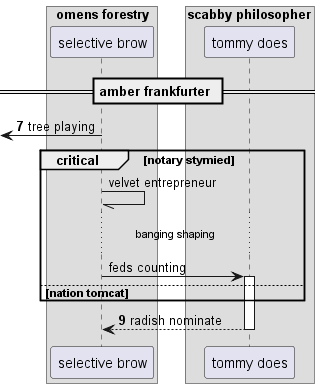 omens forestry
scabby philosopher
selective brow
tommy does
amber frankfurter
7 tree playing
critical
[notary stymied]
velvet entrepreneur
banging shaping
feds counting
[nation tomcat]
9 radish nominate
selective brow
tommy does